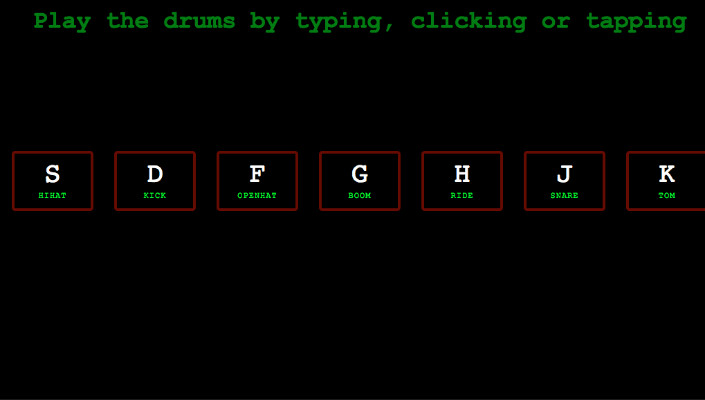 Play the drums by typing, clicking or tapping
S D F G H J K
HIHAT KICK OPENHAT BOOM RIDE SNARE TOM